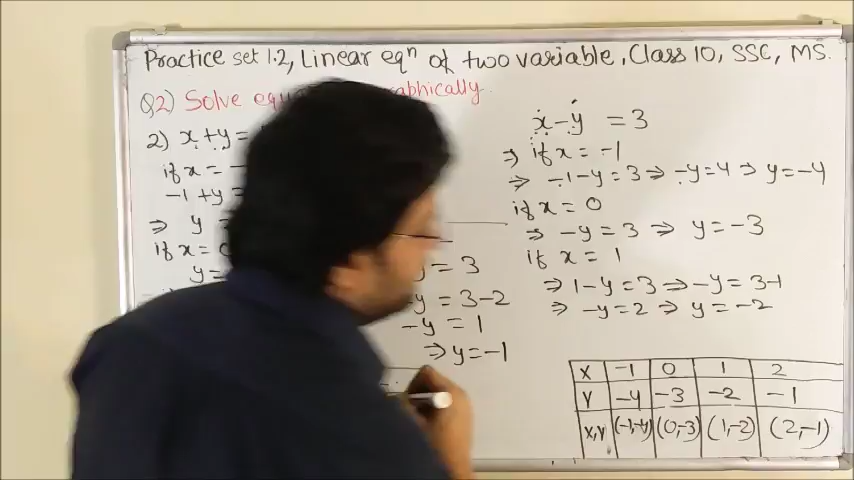 Practice set 1.2, Linear eqⁿ of two variable, Class 10, SSC, MS.
Q2) Solve
2) x+y=
if x = -
-1+y=
⇒ y
if x=0
y=
y = 3
-y = 3-2
-y = 1
⇒ y=-1
x-y = 3
⇒ if x = -1
⇒ -1-y=3 ⇒ -y=4 ⇒ y=-4
if x = 0
⇒ -y = 3 ⇒ y=-3
if x = 1
⇒ 1-y=3 ⇒ -y=3-1
⇒ -y=2 ⇒ y=-2
x -1 0 1 2
y -4 -3 -2 -1
x,y (-1,-4) (0,-3) (1,-2) (2,-1)